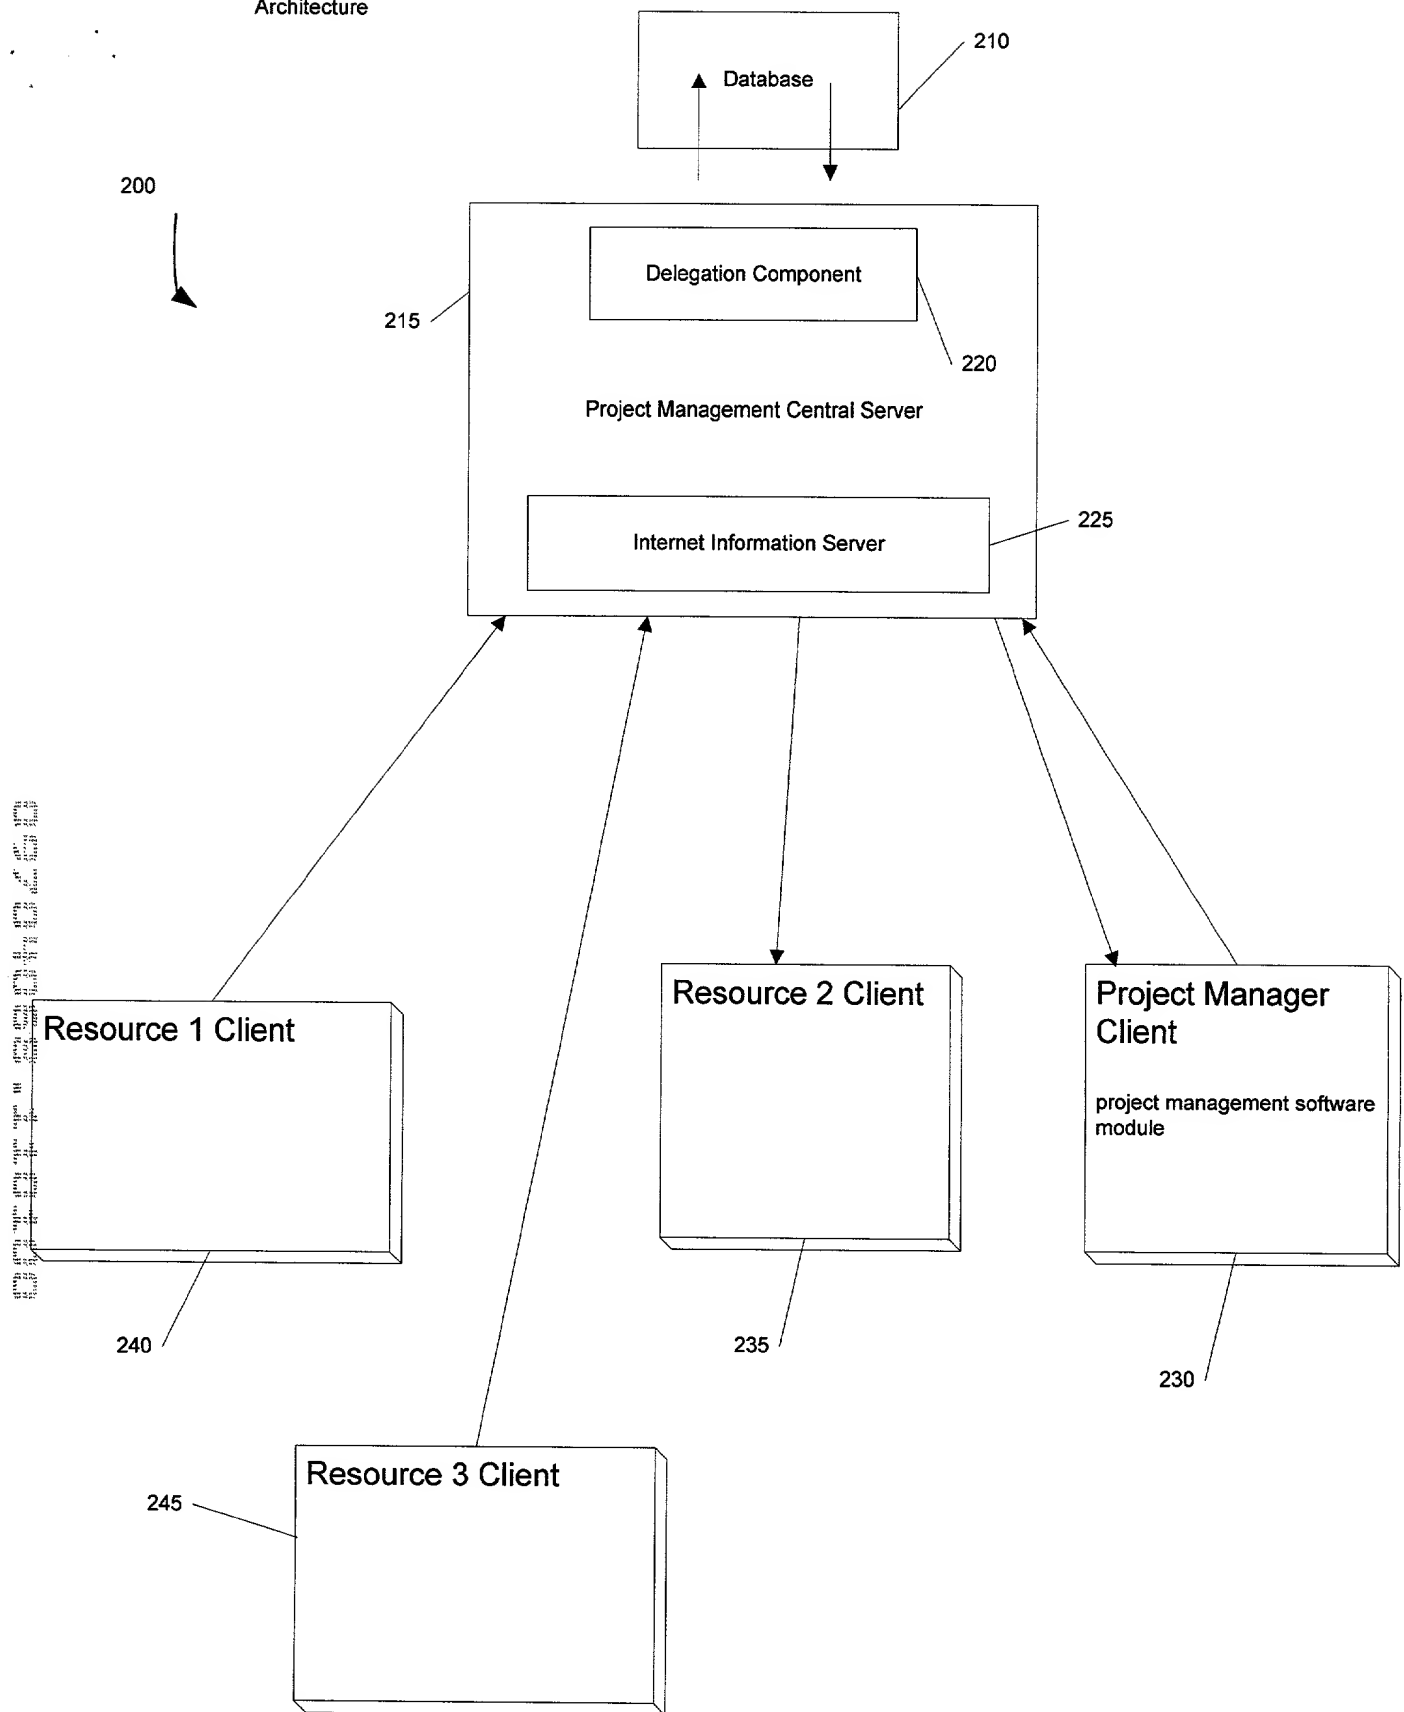 Architecture
Database
210
200
Delegation Component
215
220
Project Management Central Server
Internet Information Server
225
Resource 1 Client
Resource 2 Client
Project Manager
Client
project management software
module
240
235
230
Resource 3 Client
245